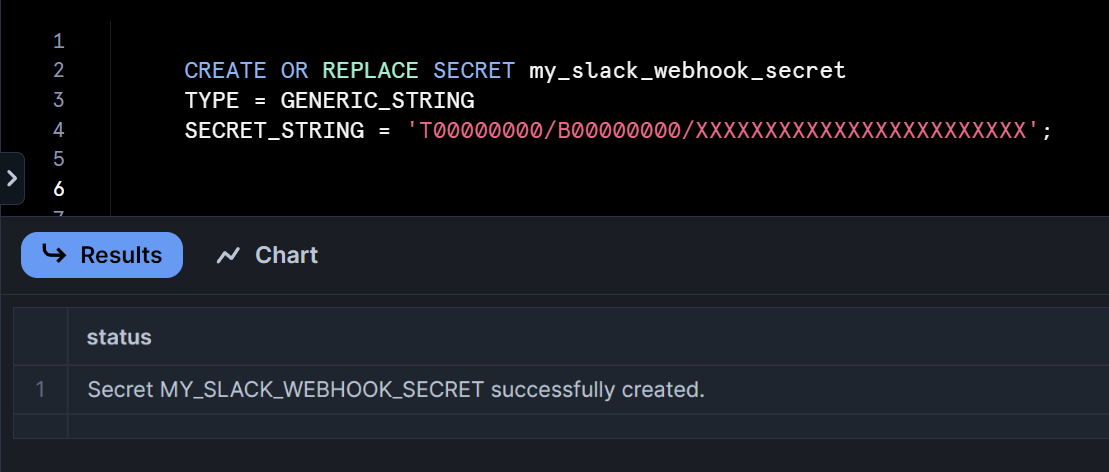 1
2 CREATE OR REPLACE SECRET my_slack_webhook_secret
3 TYPE = GENERIC_STRING
4 SECRET_STRING = 'T00000000/B00000000/XXXXXXXXXXXXXXXXXXXXXXXX';
5
6
7
Results Chart
status
1 Secret MY_SLACK_WEBHOOK_SECRET successfully created.